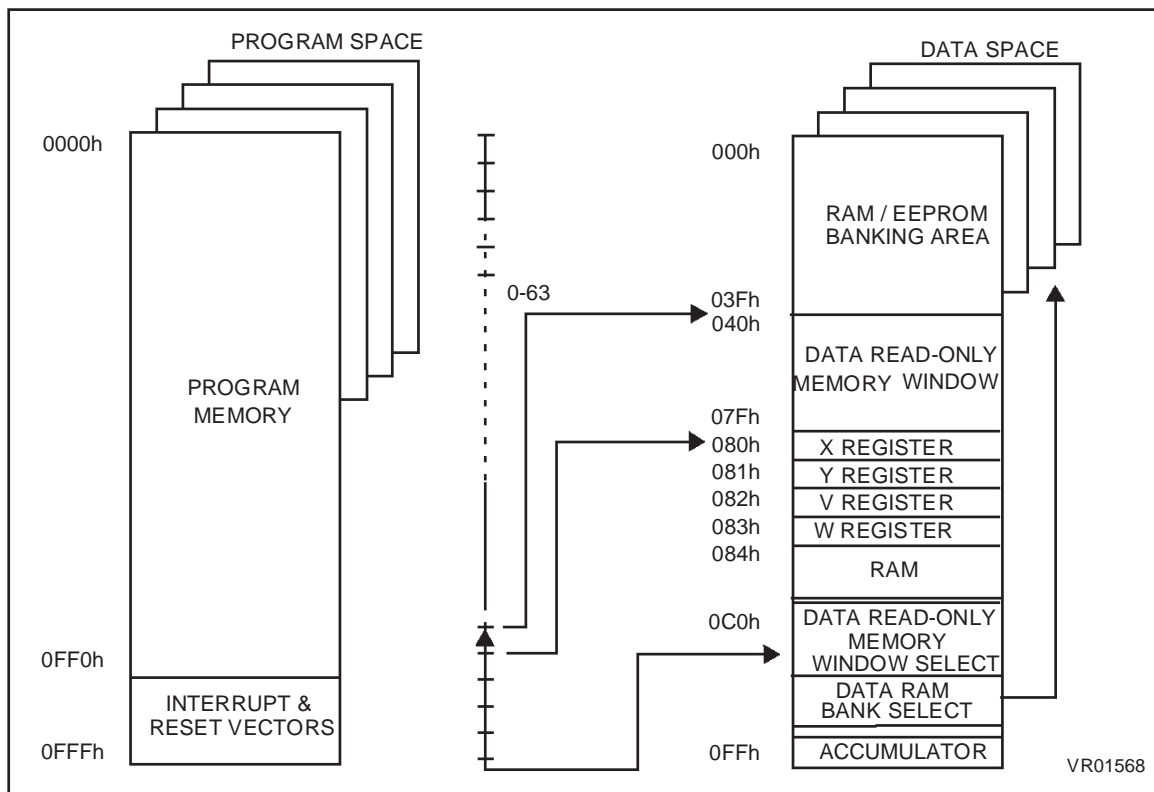 PROGRAM SPACE
0000h
PROGRAM
MEMORY
0FF0h
INTERRUPT &
RESET VECTORS
0FFFh
0-63
DATA SPACE
000h
RAM / EEPROM
BANKING AREA
03Fh
040h
DATA READ-ONLY
MEMORY WINDOW
07Fh
080h
X REGISTER
081h
Y REGISTER
082h
V REGISTER
083h
W REGISTER
084h
RAM
0C0h
DATA READ-ONLY
MEMORY
WINDOW SELECT
DATA RAM
BANK SELECT
0FFh
ACCUMULATOR
VR01568